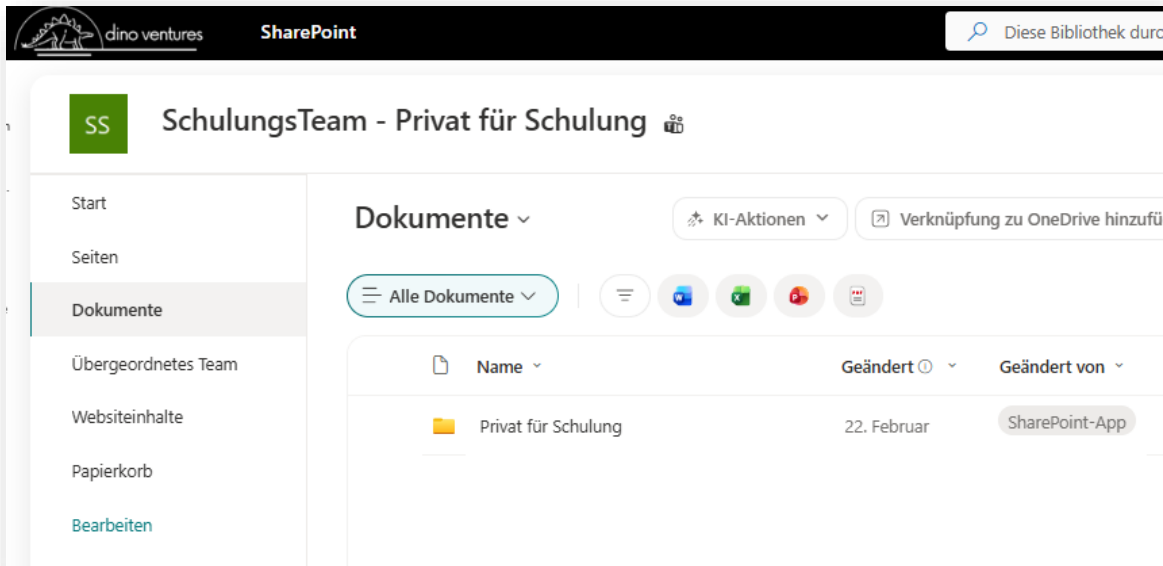 dino ventures
SharePoint
Diese Bibliothek durc
SS
SchulungsTeam - Privat für Schulung
Start
Seiten
Dokumente
Übergeordnetes Team
Websiteinhalte
Papierkorb
Bearbeiten
Dokumente
KI-Aktionen
Verknüpfung zu OneDrive hinzufü
Alle Dokumente
Name
Geändert
Geändert von
Privat für Schulung
22. Februar
SharePoint-App